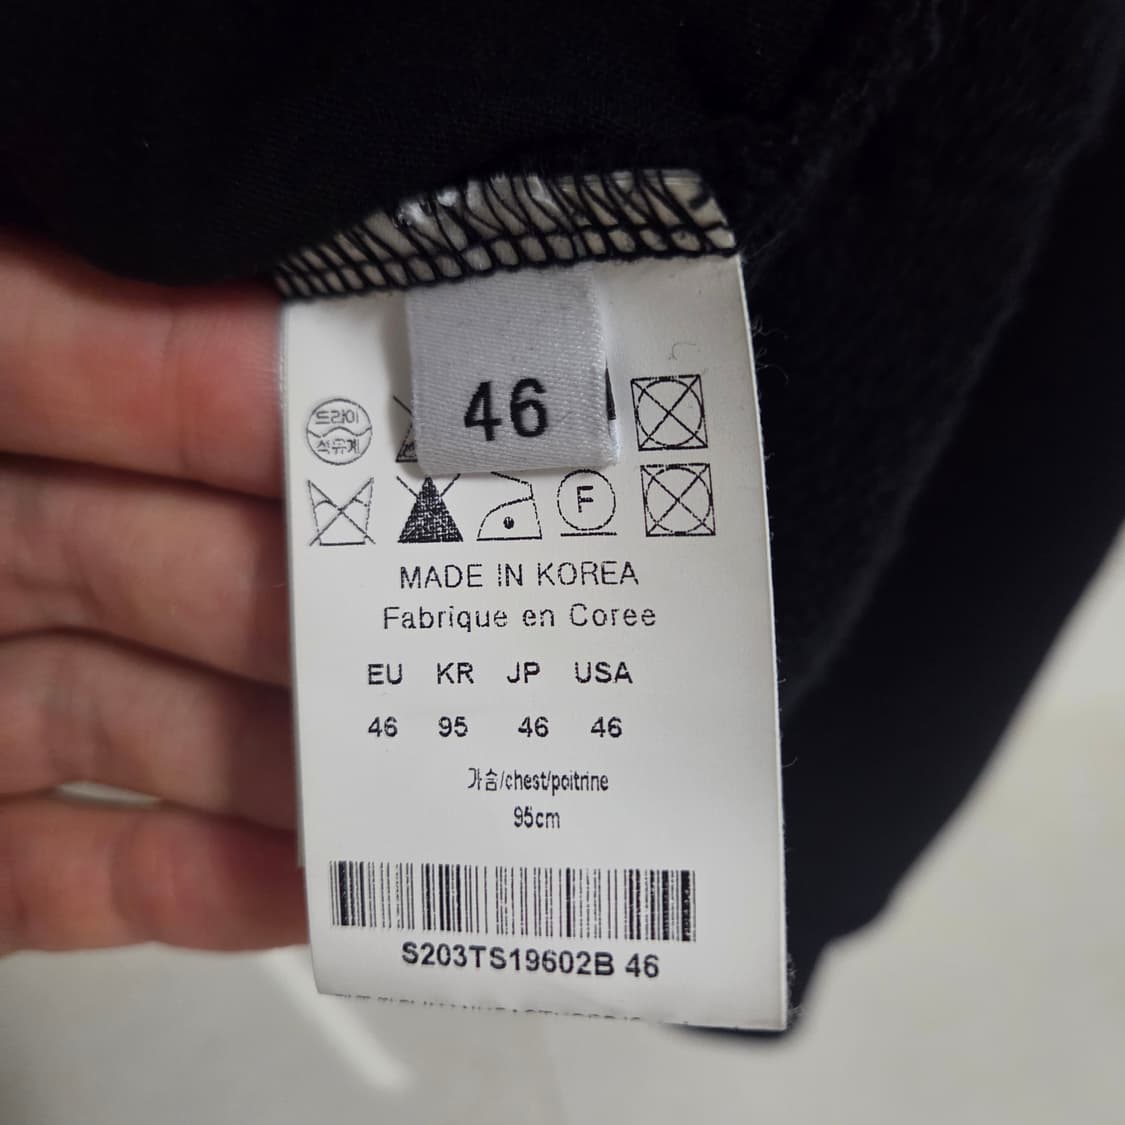 46
드라이
석유계
F
MADE IN KOREA
Fabrique en Coree
EU KR JP USA
46 95 46 46
가슴/chest/poitrine
95cm
S203TS19602B 46